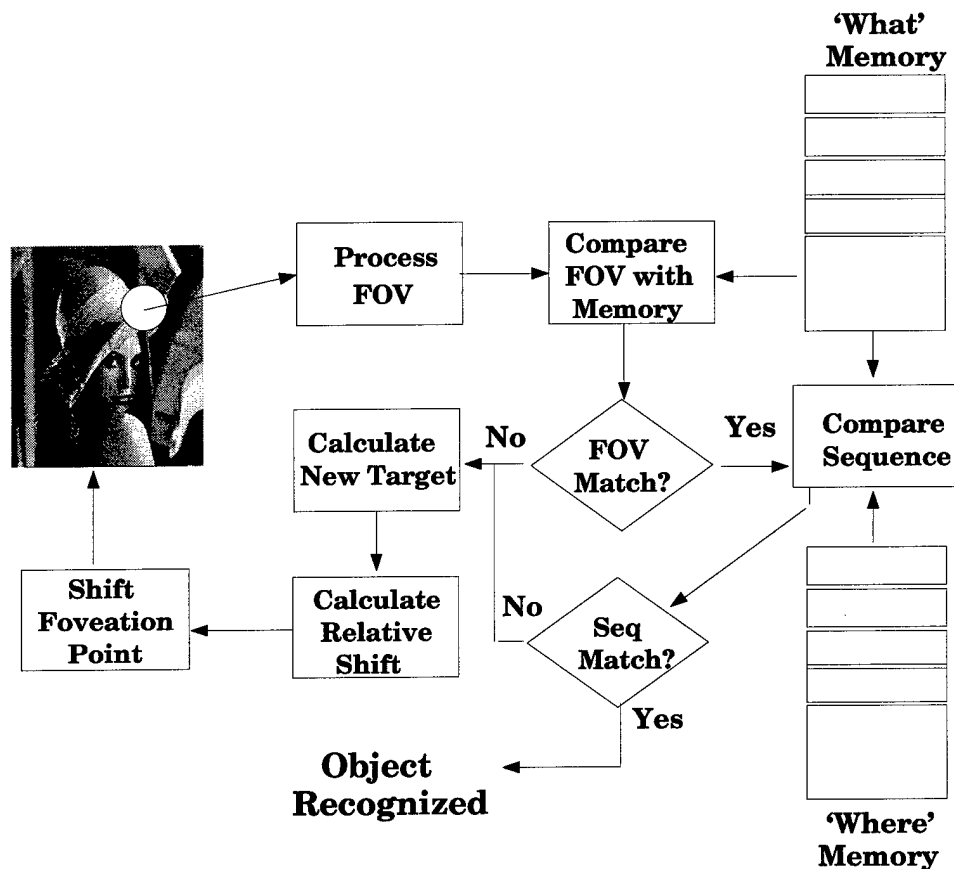 ‘What’
Memory
Process
FOV
Compare
FOV with
Memory
Calculate
New Target
No
FOV
Match?
Yes
Compare
Sequence
Shift
Foveation
Point
Calculate
Relative
Shift
No
Seq
Match?
Yes
Object
Recognized
‘Where’
Memory